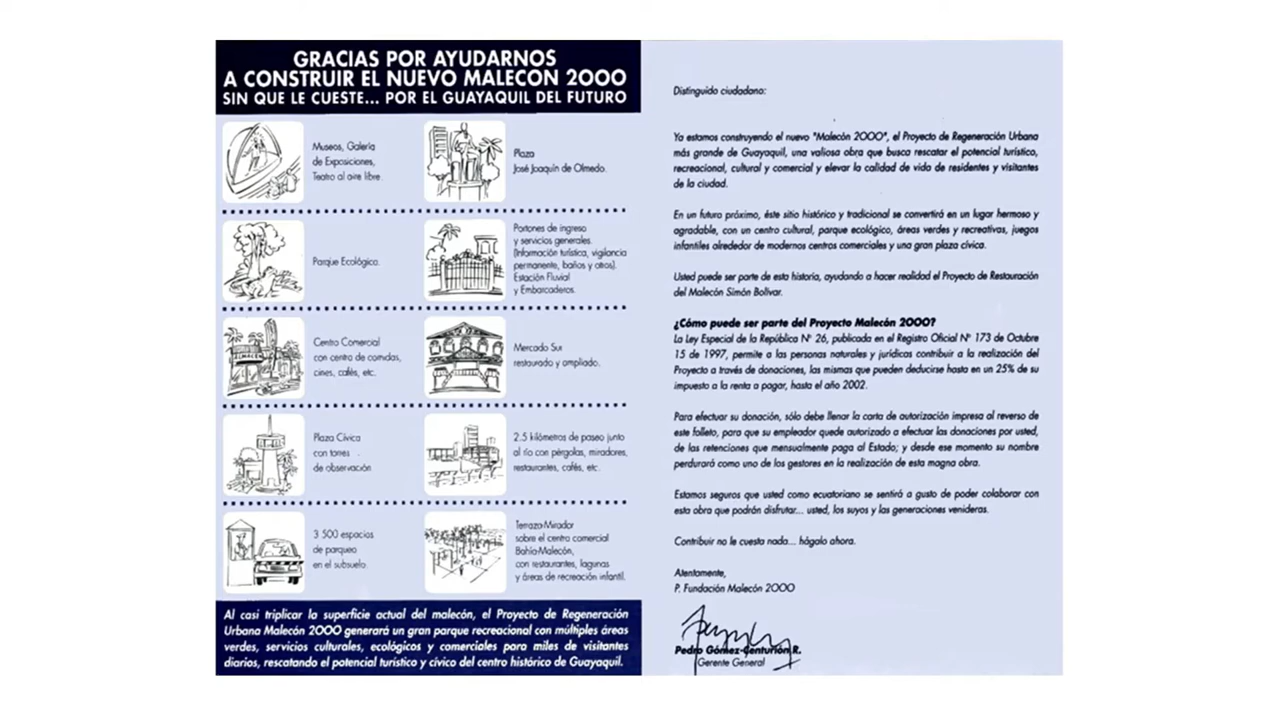 GRACIAS POR AYUDARNOS
A CONSTRUIR EL NUEVO MALECON 2000
SIN QUE LE CUESTE... POR EL GUAYAQUIL DEL FUTURO
Museos, Galería
de Exposiciones,
Teatro al aire libre.
Plaza
José Joaquín de Olmedo.
Parque Ecológico.
Portones de ingreso
y servicios generales.
(Información turística, vigilancia
permanente, baños y otros).
Estación Fluvial
y Embarcaderos.
ALMACEN
Centro Comercial
con centro de comidas,
cines, cafés, etc.
Mercado Sur
restaurado y ampliado.
Plaza Cívica
con torres
de observación
2.5 kilómetros de paseo junto
al río con pérgolas, miradores,
restaurantes, cafés, etc.
3 500 espacios
de parqueo
en el subsuelo.
Terraza-Mirador
sobre el centro comercial
Bahía-Malecón,
con restaurantes, lagunas
y áreas de recreación infantil.
Al casi triplicar la superficie actual del malecón, el Proyecto de Regeneración
Urbana Malecón 2000 generará un gran parque recreacional con múltiples áreas
verdes, servicios culturales, ecológicos y comerciales para miles de visitantes
diarios, rescatando el potencial turístico y cívico del centro histórico de Guayaquil.
Distinguido ciudadano:
Ya estamos construyendo el nuevo "Malecón 2000", el Proyecto de Regeneración Urbana
más grande de Guayaquil, una valiosa obra que busca rescatar el potencial turístico,
recreacional, cultural y comercial y elevar la calidad de vida de residentes y visitantes
de la ciudad.
En un futuro próximo, éste sitio histórico y tradicional se convertirá en un lugar hermoso y
agradable, con un centro cultural, parque ecológico, áreas verdes y recreativas, juegos
infantiles alrededor de modernos centros comerciales y una gran plaza cívica.
Usted puede ser parte de esta historia, ayudando a hacer realidad el Proyecto de Restauración
del Malecón Simón Bolívar.
¿Cómo puede ser parte del Proyecto Malecón 2000?
La Ley Especial de la República Nº 26, publicada en el Registro Oficial Nº 173 de Octubre
15 de 1997, permite a las personas naturales y jurídicas contribuir a la realización del
Proyecto a través de donaciones, las mismas que pueden deducirse hasta en un 25% de su
impuesto a la renta a pagar, hasta el año 2002.
Para efectuar su donación, sólo debe llenar la carta de autorización impresa al reverso de
este folleto, para que su empleador quede autorizado a efectuar las donaciones por usted,
de las retenciones que mensualmente paga al Estado; y desde ese momento su nombre
perdurará como uno de los gestores en la realización de esta magna obra.
Estamos seguros que usted como ecuatoriano se sentirá a gusto de poder colaborar con
esta obra que podrán disfrutar... usted, los suyos y las generaciones venideras.
Contribuir no le cuesta nada... hágalo ahora.
Atentamente,
P. Fundación Malecón 2000
Pedro Gómez-Centurión R.
Gerente General